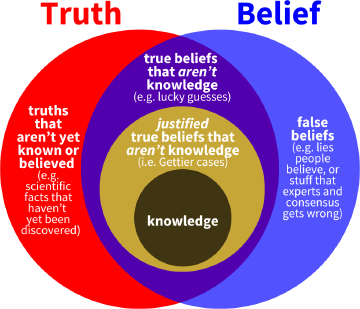 Truth
Belief
true beliefs
that aren't
knowledge
(e.g. lucky guesses)
truths
that
aren't yet
known or
believed
(e.g.
scientific
facts that
haven't
yet been
discovered)
justified
true beliefs that
aren't knowledge
(i.e. Gettier cases)
knowledge
false
beliefs
(e.g. lies
people
believe, or
stuff that
experts and
consensus
gets wrong)